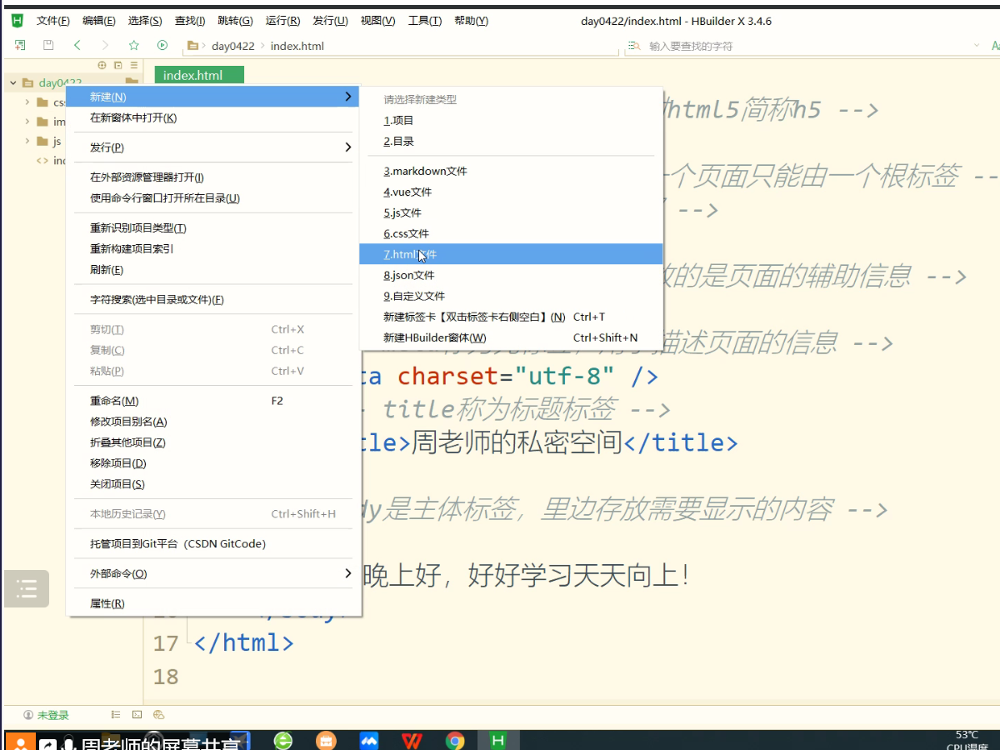 文件(F) 编辑(E) 选择(S) 查找(I) 跳转(G) 运行(R) 发行(U) 视图(V) 工具(T) 帮助(Y) day0422/index.html - HBuilder X 3.4.6
day0422 index.html 输入要查找的字符
index.html
day0422
css
im
js
新建(N)
在新窗体中打开(K)
发行(P)
在外部资源管理器打开(I)
使用命令行窗口打开所在目录(U)
重新识别项目类型(T)
重新构建项目索引
刷新(E)
字符搜索(选中目录或文件)(F)
剪切(T) Ctrl+X
复制(C) Ctrl+C
粘贴(P) Ctrl+V
重命名(M) F2
修改项目别名(A)
折叠其他项目(Z)
移除项目(D)
关闭项目(S)
本地历史记录(Y) Ctrl+Shift+H
托管项目到Git平台（CSDN GitCode）
外部命令(O)
属性(R)
请选择新建类型
1.项目
2.目录
3.markdown文件
4.vue文件
5.js文件
6.css文件
7.html文件
8.json文件
9.自定义文件
新建标签卡【双击标签卡右侧空白】(N) Ctrl+T
新建HBuilder窗体(W) Ctrl+Shift+N
html5简称h5 -->
一个页面只能由一个根标签 --
-->
放的是页面的辅助信息 -->
描述页面的信息 -->
ta charset="utf-8" />
title称为标题标签 -->
tle>周老师的私密空间</title>
dy是主体标签，里边存放需要显示的内容 -->
晚上好，好好学习天天向上！
17 </html>
18
未登录
周老师的屏幕共享
53℃
CPU温度